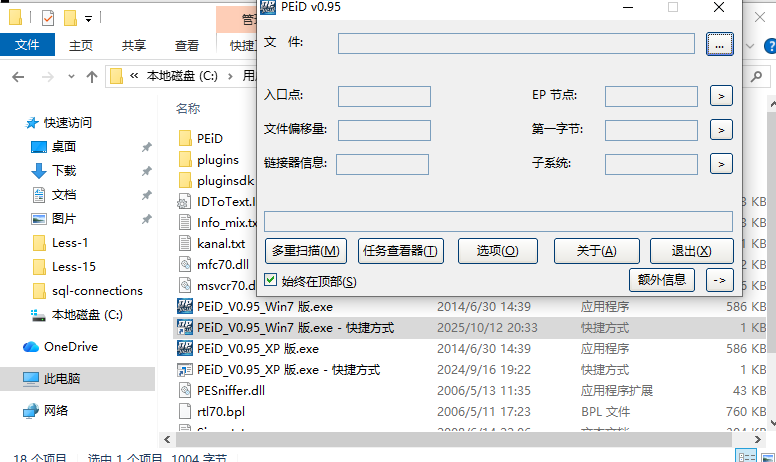 管理
PEiD v0.95
文件 主页 共享 查看
文 件: ...
« 本地磁盘 (C:) ›
入口点: EP 节点: >
名称
快速访问
文件偏移量: 第一字节: >
桌面
PEiD
下载
plugins
链接器信息: 子系统: >
文档
pluginsdk
图片
IDToText.
KB
Less-1
Info_mix.tx
KB
Less-15
kanal.txt
多重扫描(M) 任务查看器(T) 选项(O) 关于(A) 退出(X)
mfc70.dll
KB
sql-connections
msvcr70.d
始终在顶部(S) 额外信息 ->
KB
本地磁盘 (C:)
PEiD_V0.95_Win7 版.exe 2014/6/30 14:39 应用程序 586 KB
PEiD_V0.95_Win7 版.exe - 快捷方式 2025/10/12 20:33 快捷方式 1 KB
OneDrive
PEiD_V0.95_XP 版.exe 2014/6/30 14:39 应用程序 586 KB
此电脑
PEiD_V0.95_XP 版.exe - 快捷方式 2024/9/16 19:22 快捷方式 1 KB
PESniffer.dll 2006/5/13 11:35 应用程序扩展 43 KB
网络
rtl70.bpl 2006/5/11 17:23 BPL 文件 760 KB
18 个项目 选中 1 个项目 1004 字节